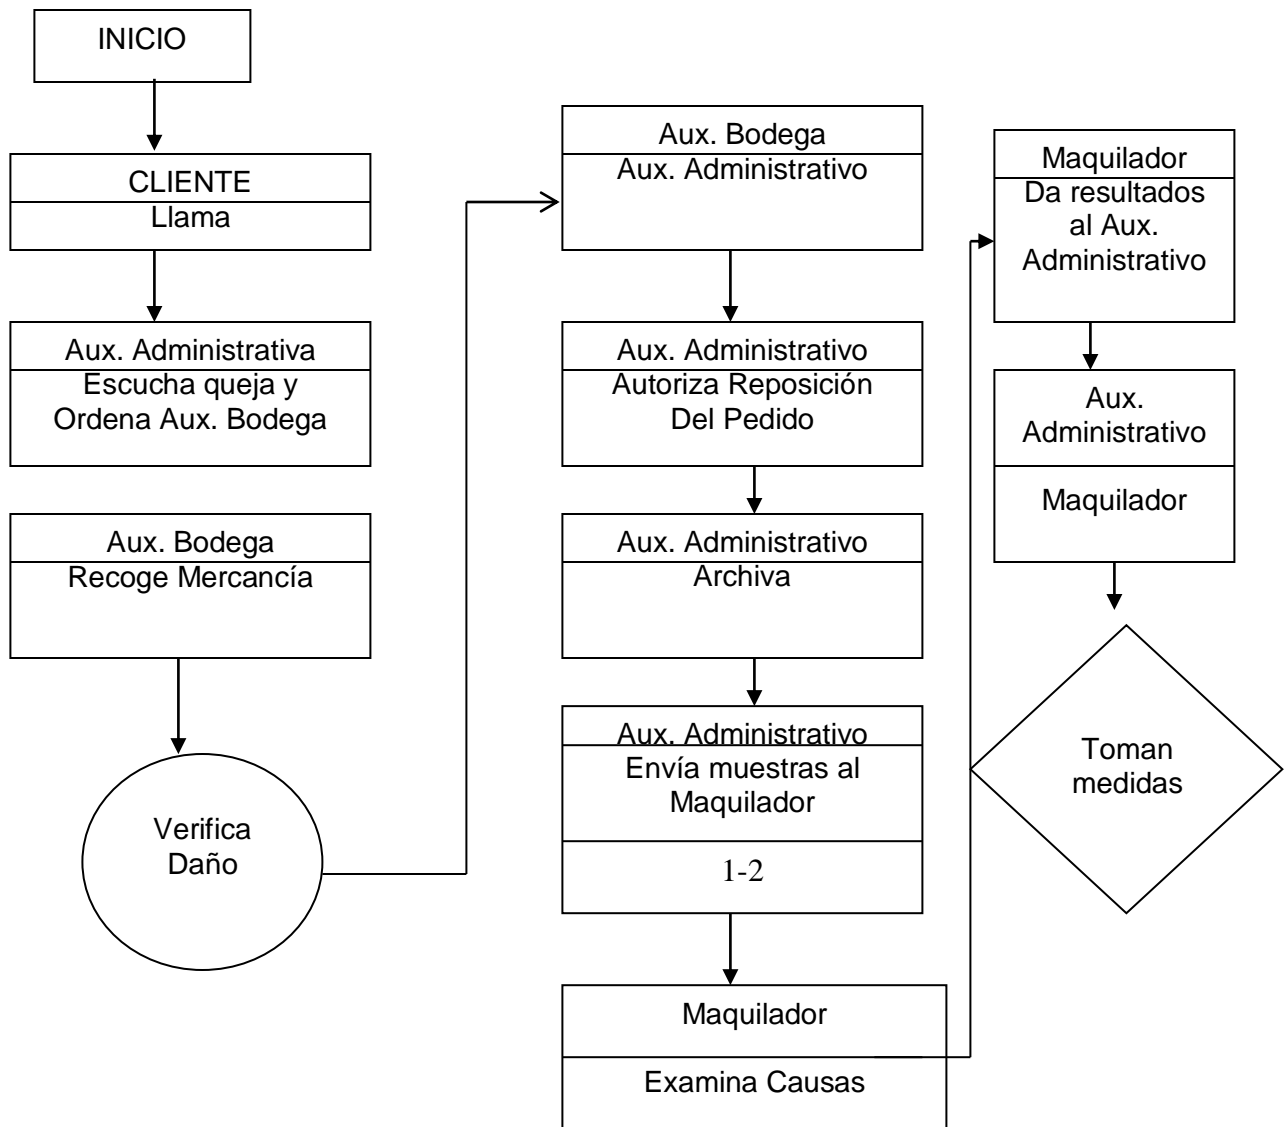 INICIO
CLIENTE
Llama
Aux. Administrativa
Escucha queja y
Ordena Aux. Bodega
Aux. Bodega
Recoge Mercancía
Verifica
Daño
Aux. Bodega
Aux. Administrativo
Aux. Administrativo
Autoriza Reposición
Del Pedido
Aux. Administrativo
Archiva
Aux. Administrativo
Envía muestras al
Maquilador
1-2
Maquilador
Examina Causas
Maquilador
Da resultados
al Aux.
Administrativo
Aux.
Administrativo
Maquilador
Toman
medidas